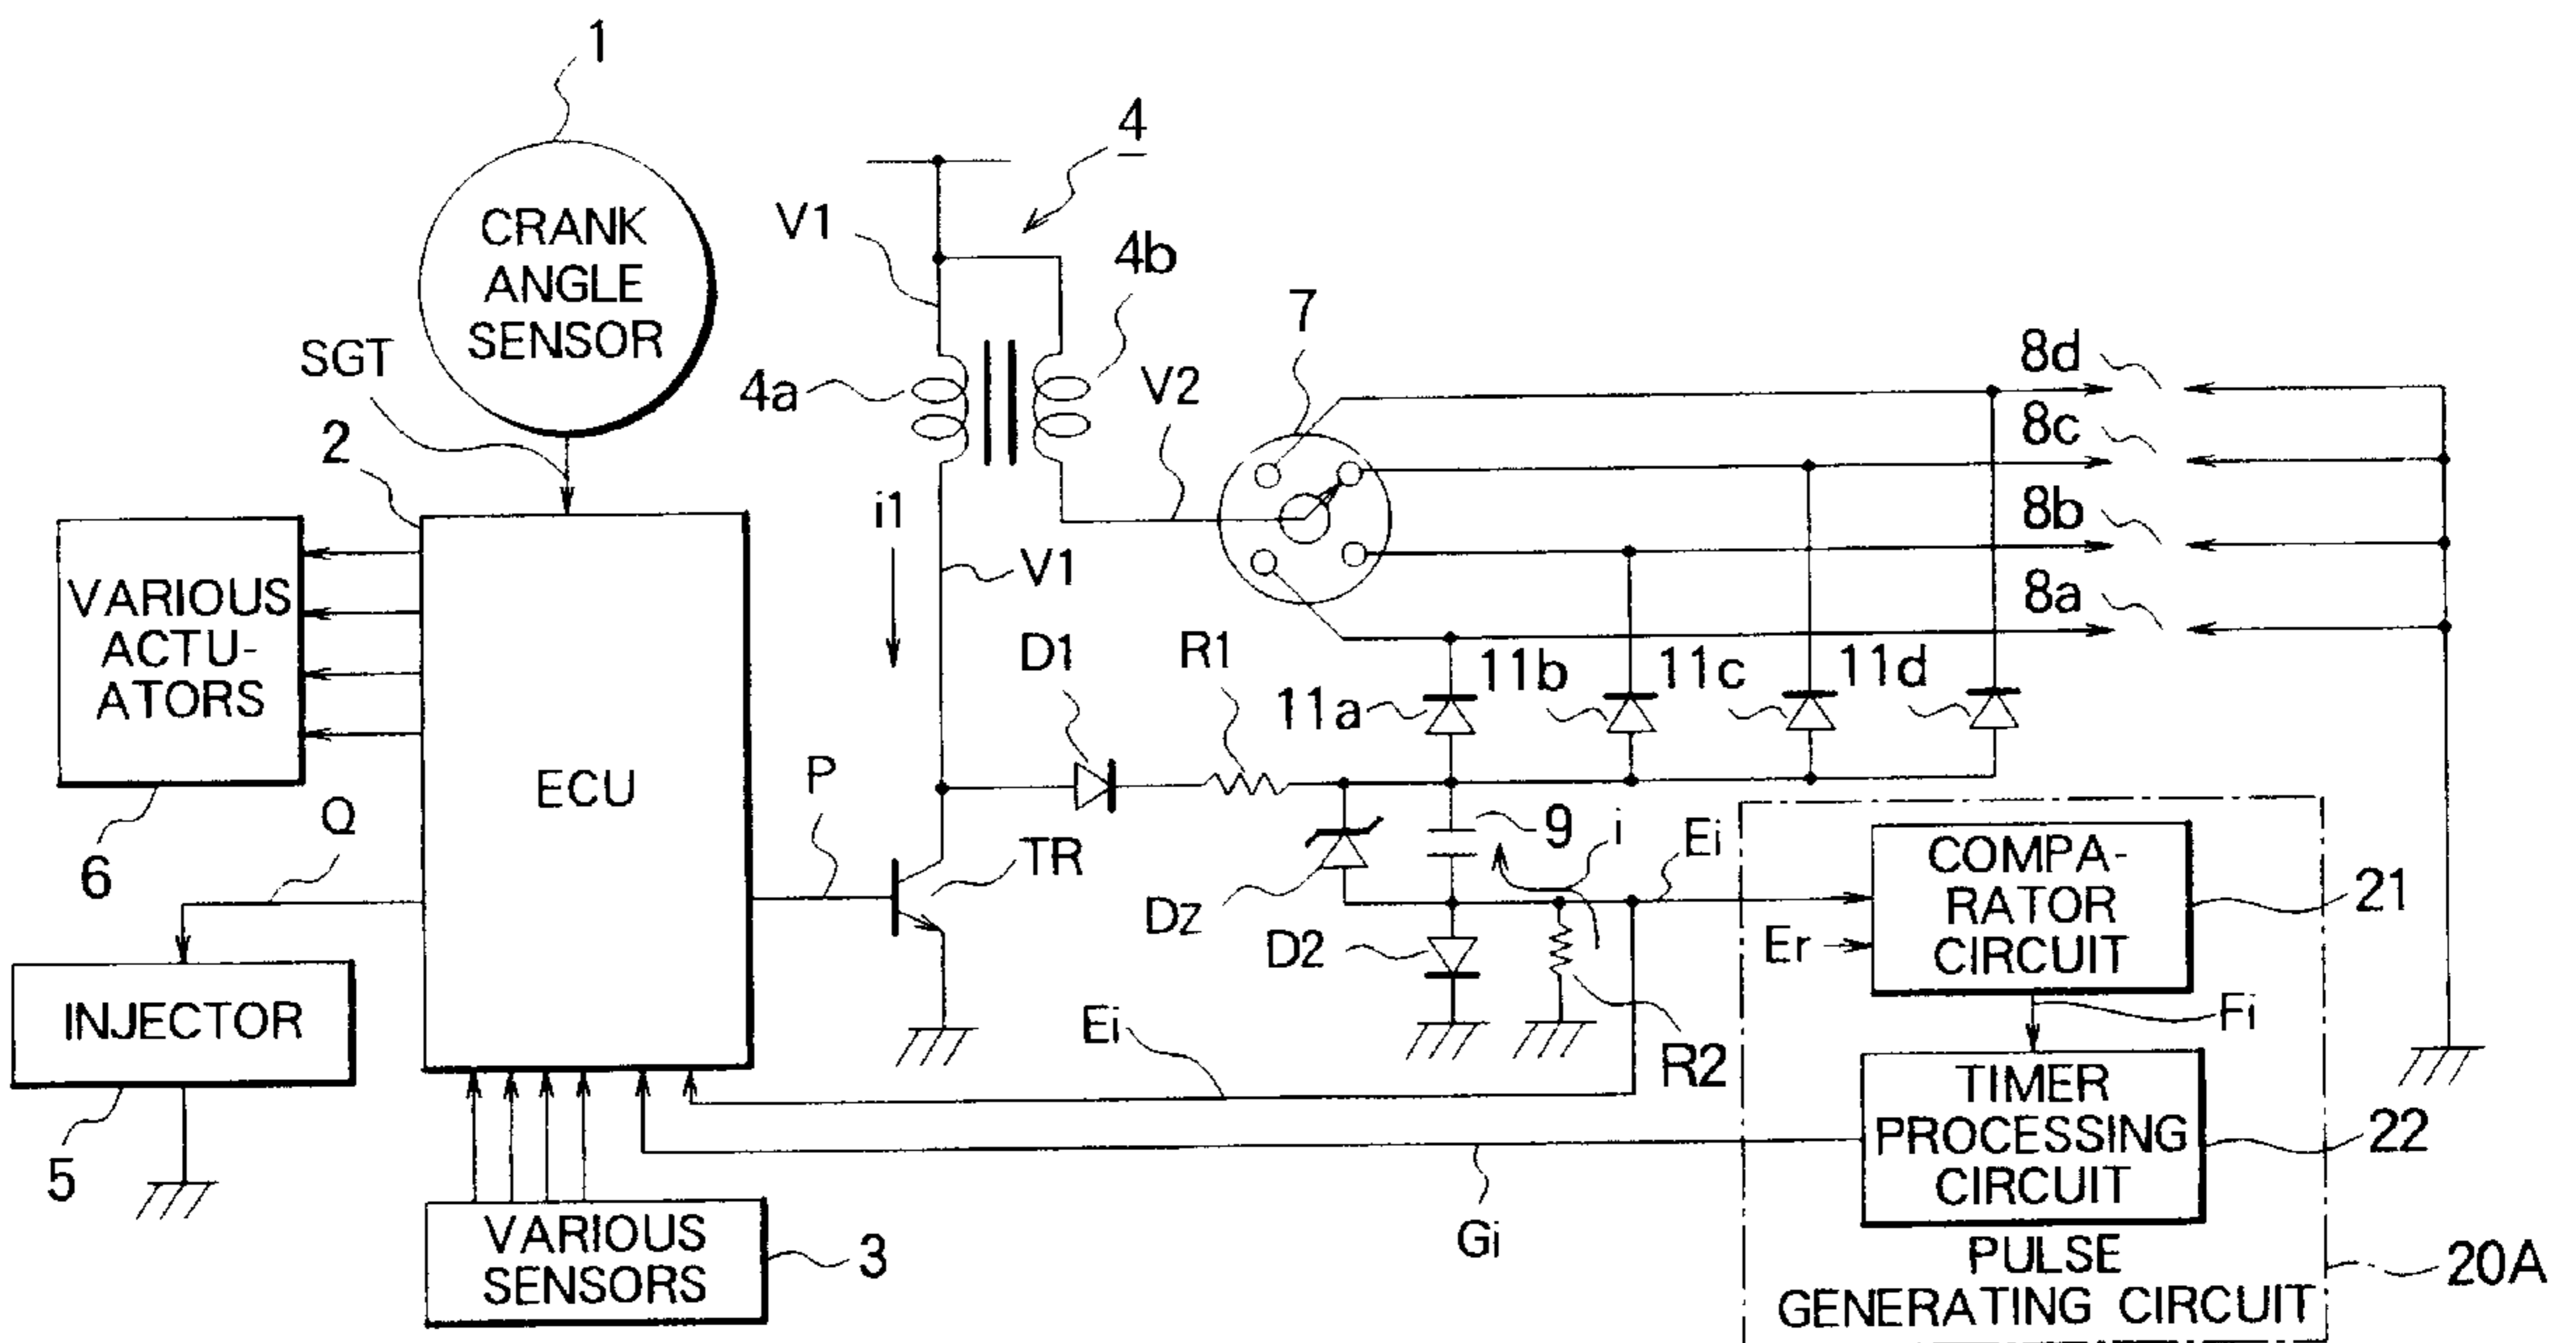 1
CRANK
ANGLE
SENSOR
SGT
2
V1
4
4a
4b
V2
7
8d
8c
8b
8a
i1
V1
VARIOUS
ACTU-
ATORS
6
Q
ECU
P
TR
D1
R1
11a
11b
11c
11d
9
i
Ei
DZ
D2
R2
Er
COMPA-
RATOR
CIRCUIT
21
Fi
TIMER
PROCESSING
CIRCUIT
22
PULSE
GENERATING CIRCUIT
20A
INJECTOR
5
Ei
Gi
VARIOUS
SENSORS
3